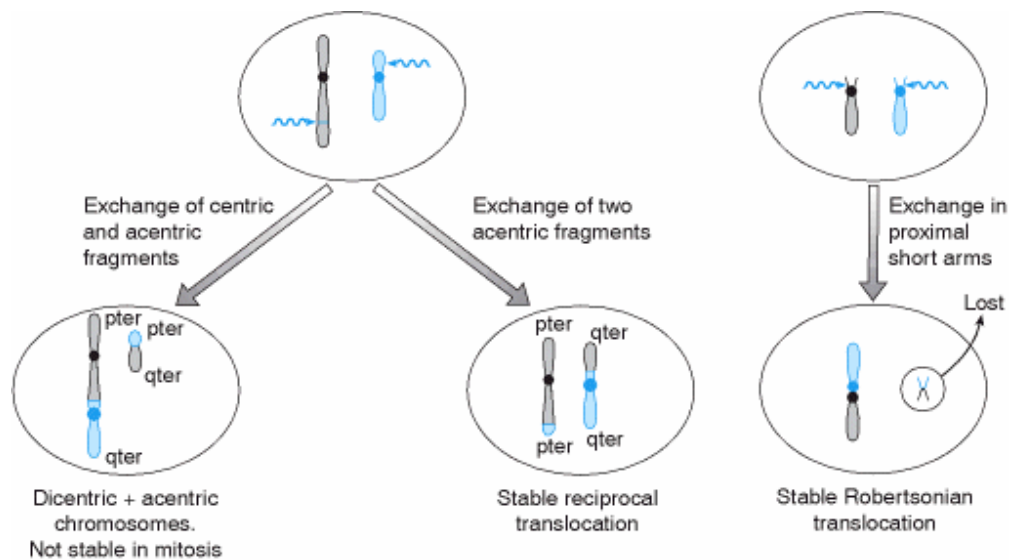 Exchange of centric
and acentric
fragments
Exchange of two
acentric fragments
Exchange in
proximal
short arms
pter
pter
qter
qter
pter
qter
pter
qter
Lost
Dicentric + acentric
chromosomes.
Not stable in mitosis
Stable reciprocal
translocation
Stable Robertsonian
translocation